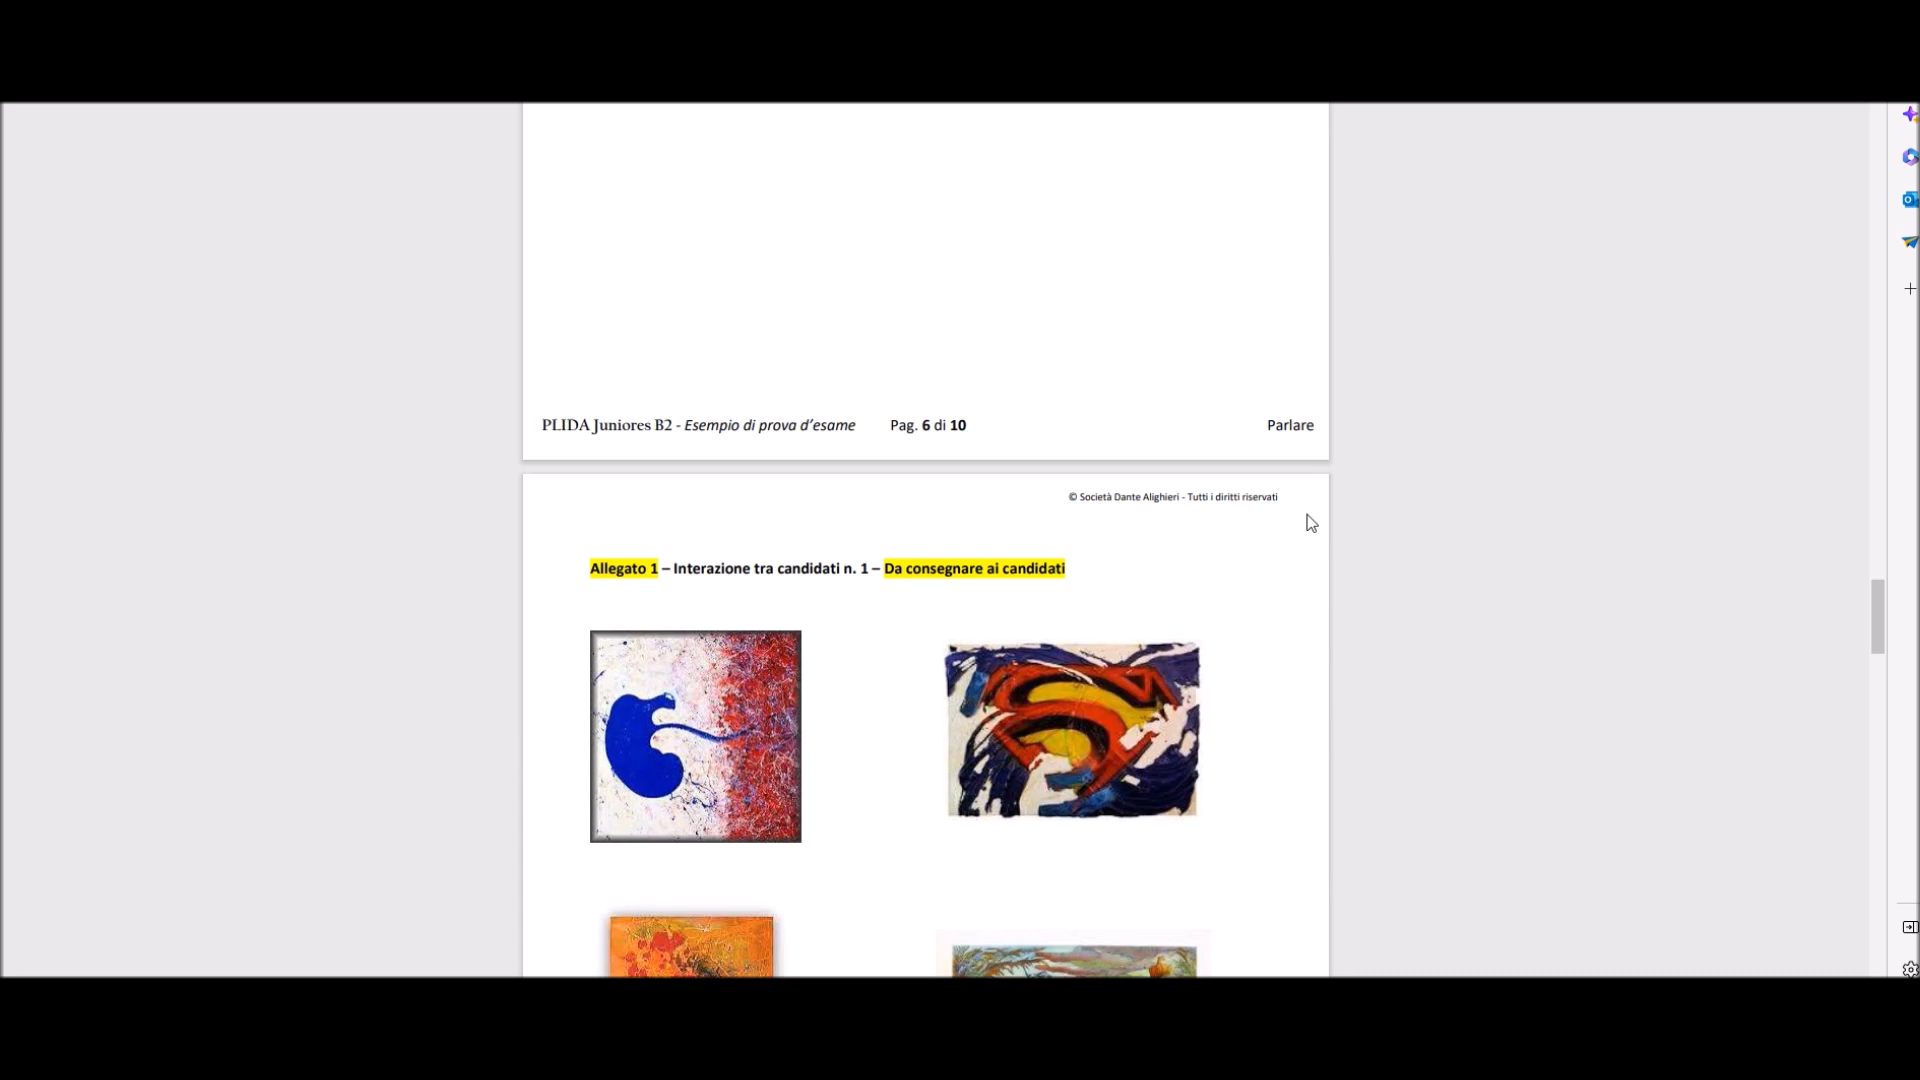 PLIDA Juniores B2 - Esempio di prova d'esame Pag. 6 di 10 Parlare
© Società Dante Alighieri - Tutti i diritti riservati
Allegato 1 – Interazione tra candidati n. 1 – Da consegnare ai candidati